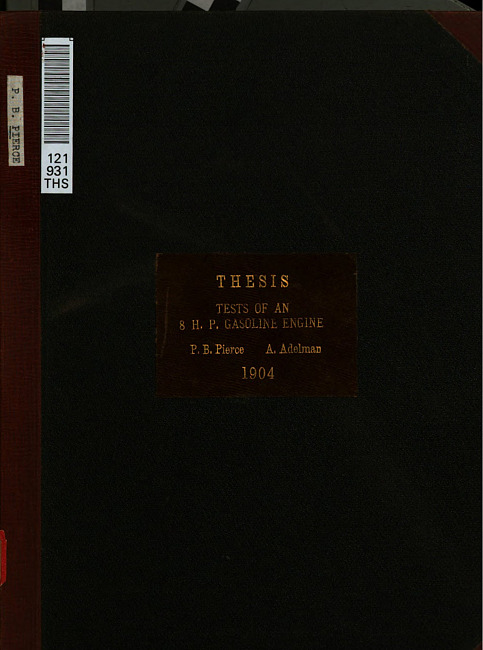 P. B. PIERCE
121
931
THS
THESIS
TESTS OF AN
8 H. P. GASOLINE ENGINE
P. B. Pierce A. Adelman
1904